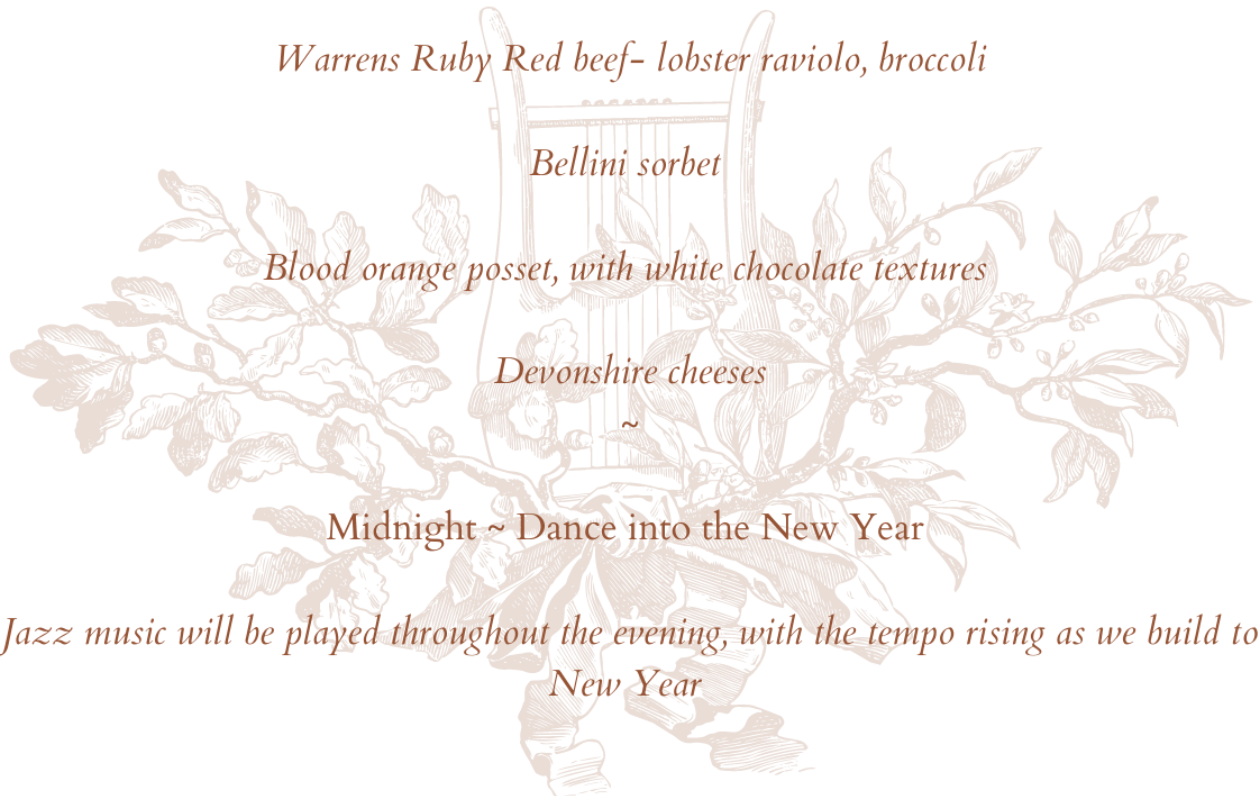 Warrens Ruby Red beef- lobster raviolo, broccoli
Bellini sorbet
Blood orange posset, with white chocolate textures
Devonshire cheeses
~
Midnight ~ Dance into the New Year
Jazz music will be played throughout the evening, with the tempo rising as we build to
New Year